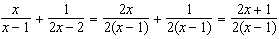 x/(x−1) + 1/(2x−2) = 2x/(2(x−1)) + 1/(2(x−1)) = (2x+1)/(2(x−1))